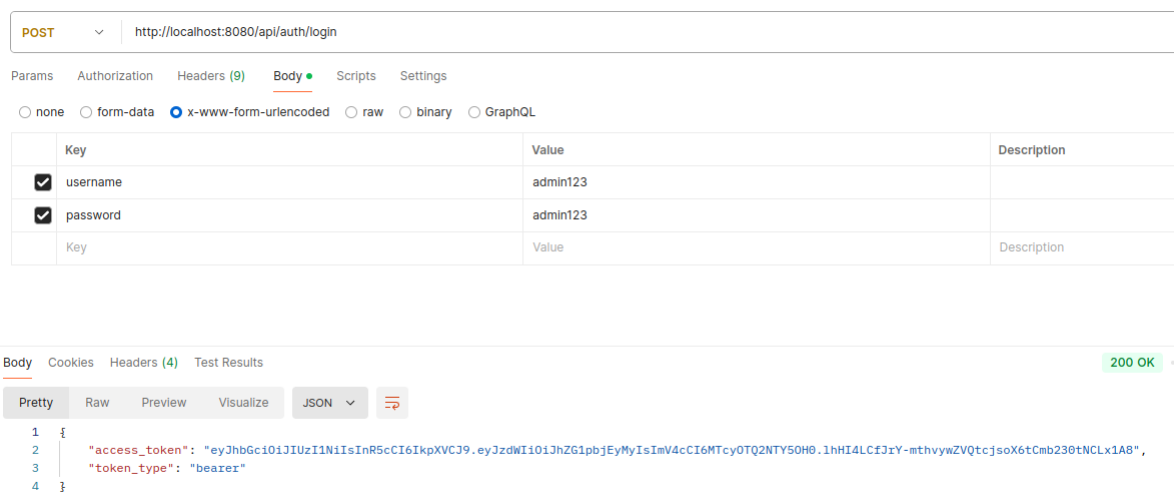 POST http://localhost:8080/api/auth/login
Params Authorization Headers (9) Body Scripts Settings
none form-data x-www-form-urlencoded raw binary GraphQL
Key Value Description
username admin123
password admin123
Key Value Description
Body Cookies Headers (4) Test Results 200 OK
Pretty Raw Preview Visualize JSON
1 {
2 "access_token": "eyJhbGciOiJIUzI1NiIsInR5cCI6IkpXVCJ9.eyJzdWIiOiJhZG1pbjEyMyIsImV4cCI6MTcyOTQ2NTY5OH0.lhHI4LCfJrY-mthvywZVQtcjsoX6tCmb230tNCLx1A8",
3 "token_type": "bearer"
4 }